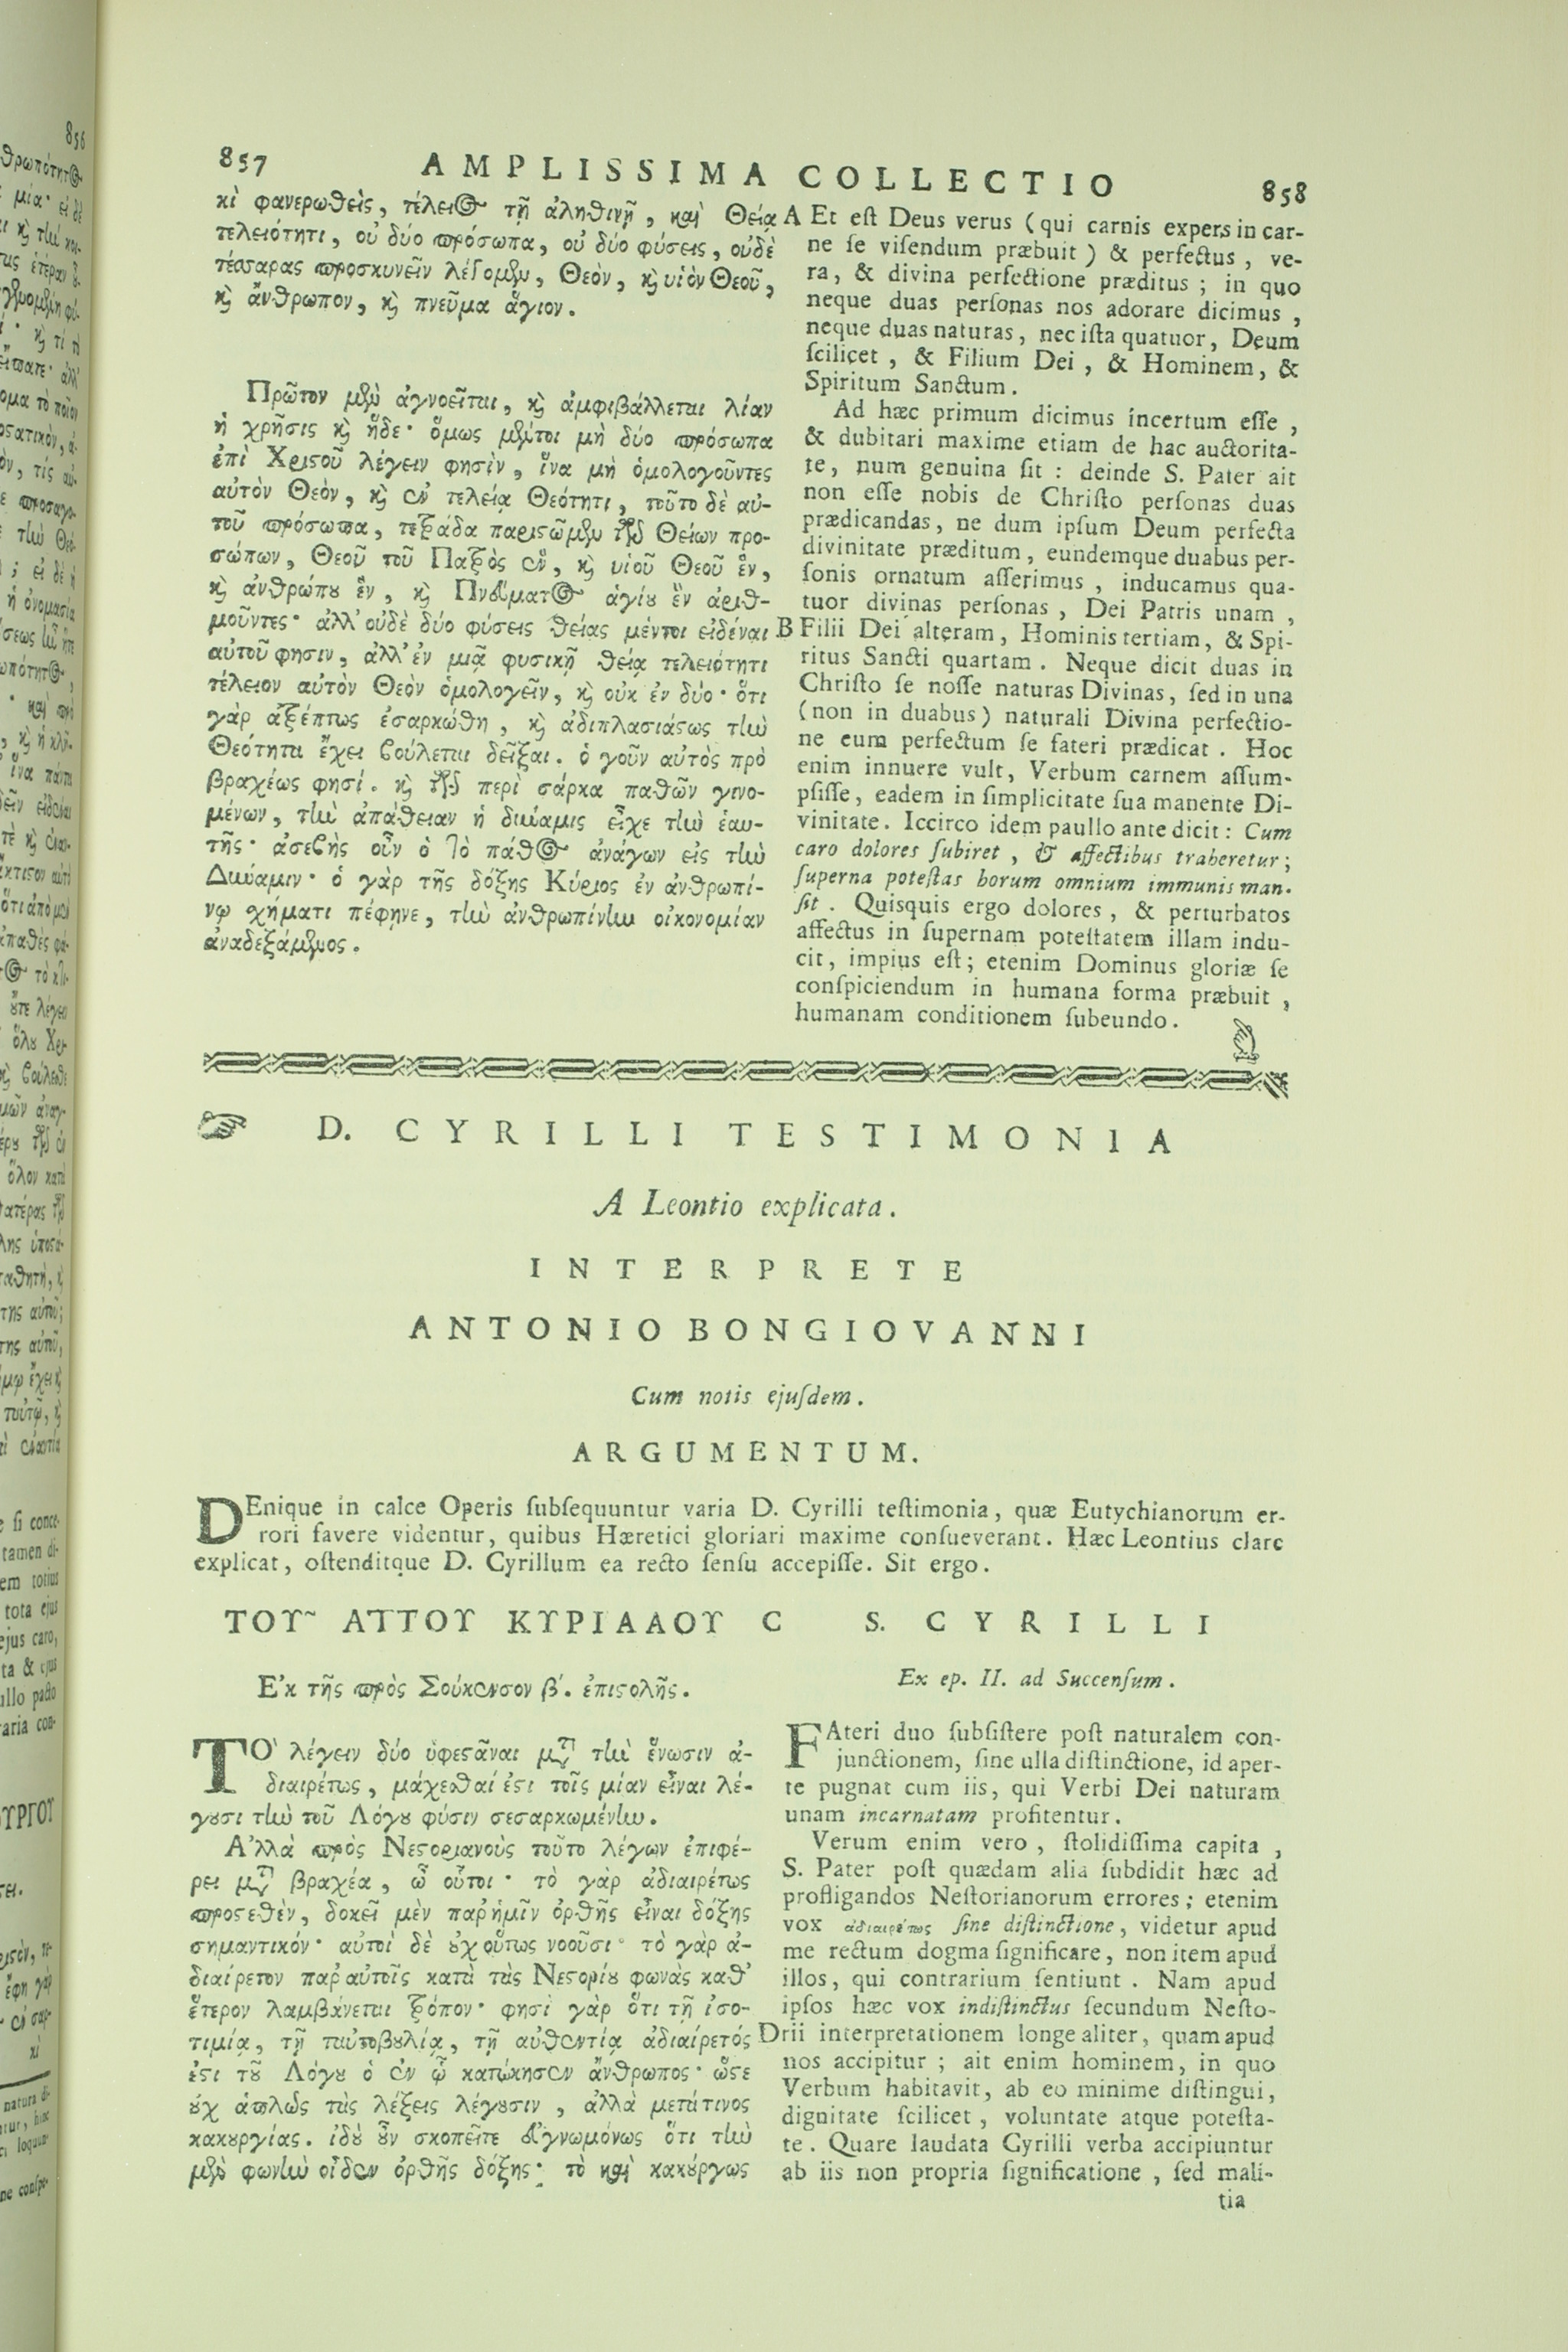 857 AMPLISSIMA COLLECTIO 858
κὶ φανερωθεὶς, τέλειος τῇ ἀληθινῇ, καὶ Θείᾳ
τελειότητι, οὐ δύο πρόσωπα, οὐ δύο φύσεις, οὐδὲ
τέσσαρας προσκυνεῖν λέγομεν, Θεὸν, κỳ υἱὸν Θεοῦ,
κỳ ἄνθρωπον, κỳ πνεῦμα ἅγιον.
Πρῶτον μὲν ἀγνοεῖται, κỳ ἀμφιβάλλεται λίαν
ἡ χρῆσις κỳ ἥδε· ὅμως μέντοι μὴ δύο πρόσωπα
ἐπὶ Χριστοῦ λέγειν φησὶν, ἵνα μὴ ὁμολογοῦντες
αὐτὸν Θεὸν, κỳ ἐν τελείᾳ Θεότητι, τοῦτο δὲ αὐ-
τοῦ πρόσωπα, τετράδα παριστῶμεν τῶν Θείων προ-
σώπων, Θεοῦ τοῦ Πατρὸς ἓν, κỳ υἱοῦ Θεοῦ ἓν,
κỳ ἀνθρώπου ἓν, κỳ Πνεύματος ἁγίου ἓν ἀριθ-
μοῦντες· ἀλλ' οὐδὲ δύο φύσεις θείας μέντοι εἰδέναι
αὐτοῦ φησιν, ἀλλ' ἐν μιᾷ φυσικῇ θείᾳ τελειότητι
τέλειον αὐτὸν Θεὸν ὁμολογεῖν, κỳ οὐκ ἐν δύο· ὅτι
γὰρ ἀτρέπτως ἐσαρκώθη, κỳ ἀδιπλασιάστως τὴν
Θεότητα ἔχει βούλεται δεῖξαι. ὁ γοῦν αὐτὸς πρὸ
βραχέως φησί. κỳ τῶν περὶ σάρκα παθῶν γινο-
μένων, τὴν ἀπάθειαν ἡ δύναμις εἶχε τὴν ἑαυ-
τῆς· ἀσεβὴς οὖν ὁ τὸ πάθος ἀνάγων εἰς τὴν
Δύναμιν· ὁ γὰρ τῆς δόξης Κύριος ἐν ἀνθρωπί-
νῳ σχήματι πέφηνε, τὴν ἀνθρωπίνην οἰκονομίαν
ἀναδεξάμενος.
A Et est Deus verus (qui carnis expers in car-
ne se visendum præbuit) & perfectus, ve-
ra, & divina perfectione præditus; in quo
neque duas personas nos adorare dicimus,
neque duas naturas, nec ista quatuor, Deum
scilicet, & Filium Dei, & Hominem, &
Spiritum Sanctum.
Ad hæc primum dicimus incertum esse,
& dubitari maxime etiam de hac auctorita-
te, num genuina sit: deinde S. Pater ait
non esse nobis de Christo personas duas
prædicandas, ne dum ipsum Deum perfecta
divinitate præditum, eundemque duabus per-
sonis ornatum asserimus, inducamus qua-
tuor divinas personas, Dei Patris unam,
B Filii Dei alteram, Hominis tertiam, & Spi-
ritus Sancti quartam. Neque dicit duas in
Christo se nosse naturas Divinas, sed in una
(non in duabus) naturali Divina perfectio-
ne eum perfectum se fateri prædicat. Hoc
enim innuere vult, Verbum carnem assum-
psisse, eadem in simplicitate sua manente Di-
vinitate. Iccirco idem paullo ante dicit: Cum
caro dolores subiret, & affectibus traheretur;
superna potestas horum omnium immunis man-
sit. Quisquis ergo dolores, & perturbatos
affectus in supernam potestatem illam indu-
cit, impius est; etenim Dominus gloriæ se
conspiciendum in humana forma præbuit,
humanam conditionem subeundo.
D. CYRILLI TESTIMONIA
A Leontio explicata.
INTERPRETE
ANTONIO BONGIOVANNI
Cum notis ejusdem.
ARGUMENTUM.
DEnique in calce Operis subsequuntur varia D. Cyrilli testimonia, quæ Eutychianorum er-
rori favere videntur, quibus Hæretici gloriari maxime consueverant. Hæc Leontius clare
explicat, ostenditque D. Cyrillum ea recto sensu accepisse. Sit ergo.
ΤΟΥ͂ ΑΥΤΟΥ ΚΥΡΙΛΛΟΥ C
Ε'κ τῆς πρὸς Σούκενσον β'. ἐπιστολῆς.
ΤΟ' λέγειν δύο ὑφεστάναι μετὰ τὴν ἕνωσιν ἀ-
διαιρέτως, μάχεσθαί ἐστι τοῖς μίαν εἶναι λέ-
γουσι τὴν τοῦ Λόγου φύσιν σεσαρκωμένην.
Α'λλὰ πρὸς Νεστοριανοὺς τοῦτο λέγων ἐπιφέ-
ρει μετὰ βραχέα, ὦ οὗτοι· τὸ γὰρ ἀδιαιρέτως
προστεθὲν, δοκεῖ μὲν παρ' ἡμῖν ὀρθῆς εἶναι δόξης
σημαντικόν· αὐτοὶ δὲ οὐχ οὕτως νοοῦσι· τὸ γὰρ ἀ-
διαίρετον παρ' αὐτοῖς κατὰ τὰς Νεστορίου φωνὰς καθ'
ἕτερον λαμβάνεται τρόπον· φησὶ γὰρ ὅτι τῇ ἰσο-
τιμίᾳ, τῇ ταυτοβουλίᾳ, τῇ αὐθεντίᾳ ἀδιαίρετός
ἐστι τοῦ Λόγου ὁ ἐν ᾧ κατῴκησεν ἄνθρωπος· ὥστε
οὐχ ἁπλῶς τὰς λέξεις λέγουσιν, ἀλλὰ μετά τινος
κακουργίας. ἰδοὺ οὖν σκοπεῖτε εὐγνωμόνως ὅτι τὴν
μὲν φωνὴν οἶδεν ὀρθῆς δόξης· τὸ καὶ κακούργως
S. CYRILLI
Ex ep. II. ad Succensum.
FAteri duo subsistere post naturalem con-
junctionem, sine ulla distinctione, id aper-
te pugnat cum iis, qui Verbi Dei naturam
unam incarnatam profitentur.
Verum enim vero, stolidissima capita,
S. Pater post quædam alia subdidit hæc ad
profligandos Nestorianorum errores; etenim
vox ἀδιαιρέτως sine distinctione, videtur apud
me rectum dogma significare, non item apud
illos, qui contrarium sentiunt. Nam apud
ipsos hæc vox indistinctus secundum Nesto-
D rii interpretationem longe aliter, quam apud
nos accipitur; ait enim hominem, in quo
Verbum habitavit, ab eo minime distingui,
dignitate scilicet, voluntate atque potesta-
te. Quare laudata Cyrilli verba accipiuntur
ab iis non propria significatione, sed mali-
tia